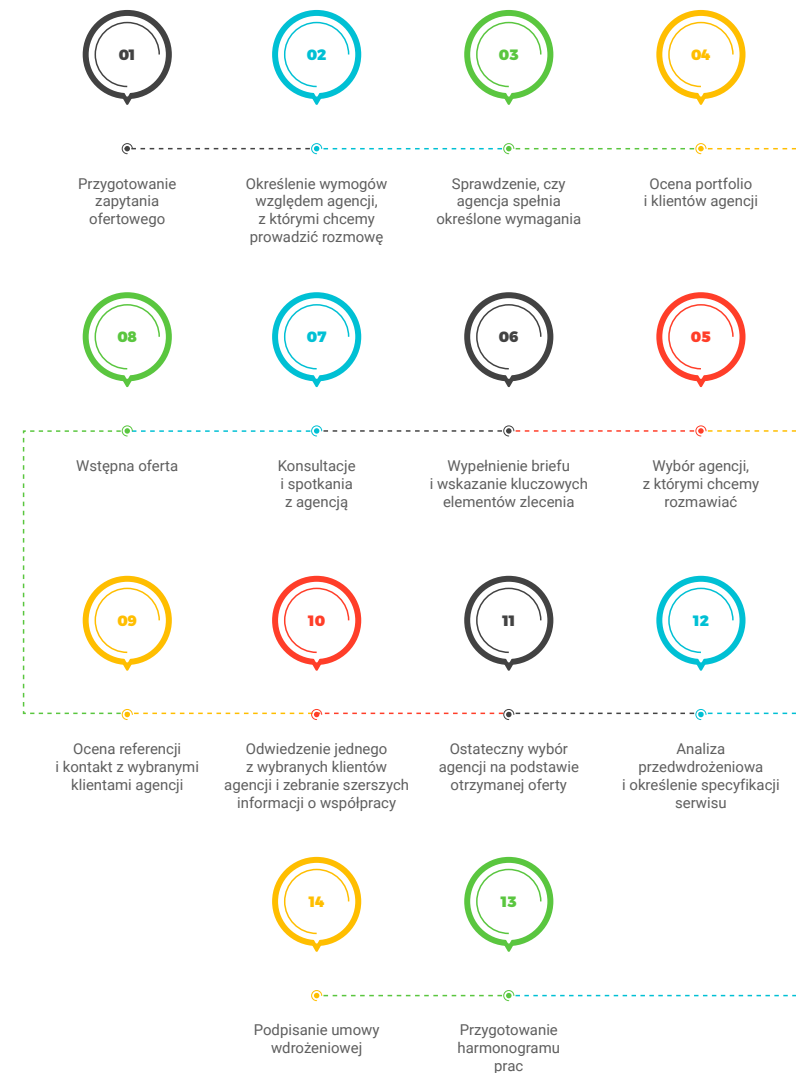 01
02
03
04
Przygotowanie
zapytania
ofertowego
Określenie wymogów
względem agencji,
z którymi chcemy
prowadzić rozmowę
Sprawdzenie, czy
agencja spełnia
określone wymagania
Ocena portfolio
i klientów agencji
08
07
06
05
Wstępna oferta
Konsultacje
i spotkania
z agencją
Wypełnienie briefu
i wskazanie kluczowych
elementów zlecenia
Wybór agencji,
z którymi chcemy
rozmawiać
09
10
11
12
Ocena referencji
i kontakt z wybranymi
klientami agencji
Odwiedzenie jednego
z wybranych klientów
agencji i zebranie szerszych
informacji o współpracy
Ostateczny wybór
agencji na podstawie
otrzymanej oferty
Analiza
przedwdrożeniowa
i określenie specyfikacji
serwisu
14
13
Podpisanie umowy
wdrożeniowej
Przygotowanie
harmonogramu
prac